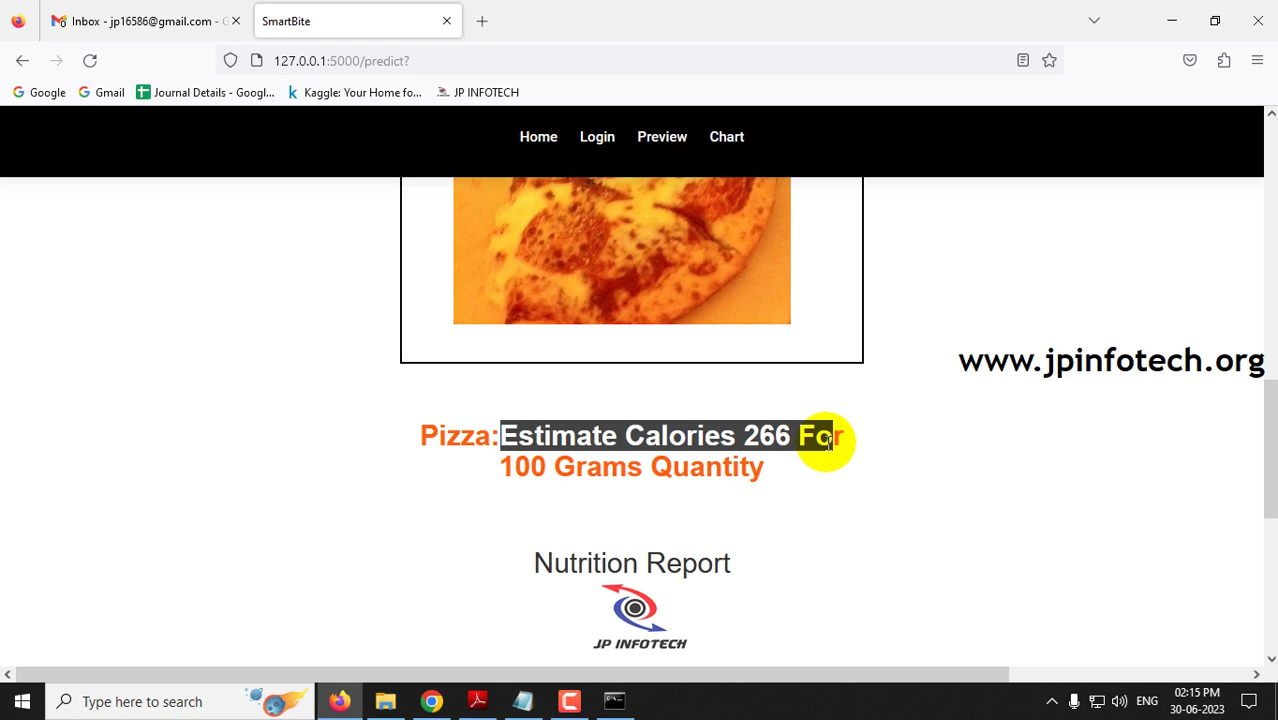 Inbox - jp16586@gmail.com - G
SmartBite
127.0.0.1:5000/predict?
Google
Gmail
Journal Details - Googl...
Kaggle: Your Home fo...
JP INFOTECH
Home
Login
Preview
Chart
www.jpinfotech.org
Pizza:Estimate Calories 266 For
100 Grams Quantity
Nutrition Report
JP INFOTECH
Type here to search
ENG
02:15 PM
30-06-2023